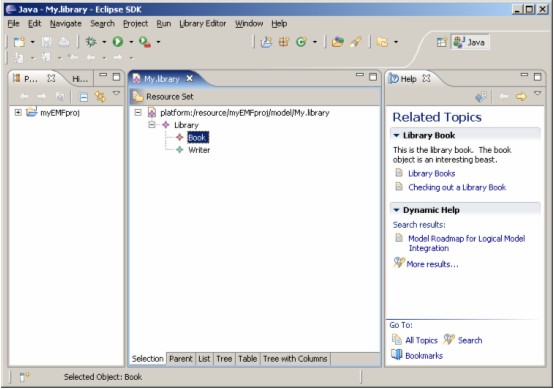 Java - My.library - Eclipse SDK
File Edit Navigate Search Project Run Library Editor Window Help
Java
P... Hi...
myEMFproj
My.library
Resource Set
platform:/resource/myEMFproj/model/My.library
Library
Book
Writer
Selection Parent List Tree Table Tree with Columns
Help
Related Topics
Library Book
This is the library book. The book
object is an interesting beast.
Library Books
Checking out a Library Book
Dynamic Help
Search results:
Model Roadmap for Logical Model
Integration
More results...
Go To:
All Topics Search
Bookmarks
Selected Object: Book